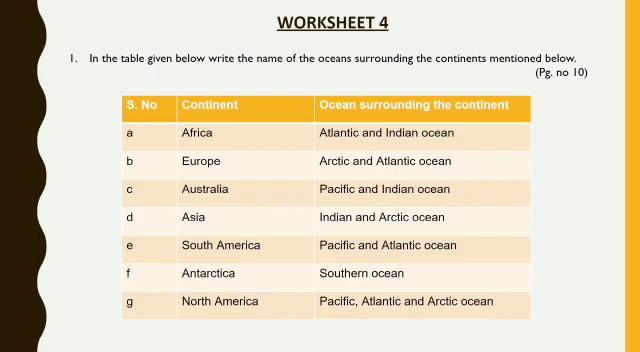 WORKSHEET 4
1. In the table given below write the name of the oceans surrounding the continents mentioned below.
(Pg. no 10)
S. No Continent Ocean surrounding the continent
a Africa Atlantic and Indian ocean
b Europe Arctic and Atlantic ocean
c Australia Pacific and Indian ocean
d Asia Indian and Arctic ocean
e South America Pacific and Atlantic ocean
f Antarctica Southern ocean
g North America Pacific, Atlantic and Arctic ocean